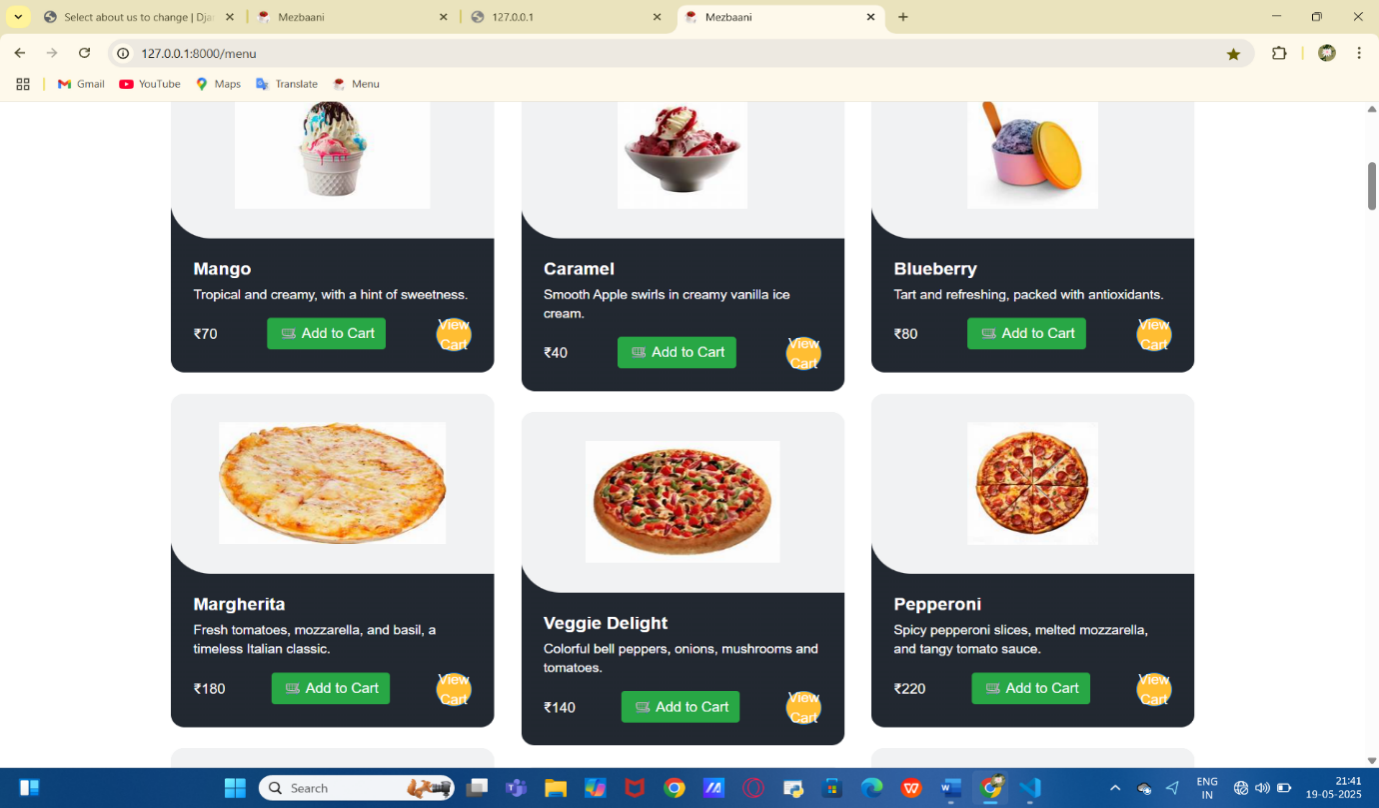 Select about us to change | Dja
Mezbaani
127.0.0.1
Mezbaani
127.0.0.1:8000/menu
Gmail
YouTube
Maps
Translate
Menu
Mango
Tropical and creamy, with a hint of sweetness.
₹70
Add to Cart
View
Cart
Caramel
Smooth Apple swirls in creamy vanilla ice
cream.
₹40
Add to Cart
View
Cart
Blueberry
Tart and refreshing, packed with antioxidants.
₹80
Add to Cart
View
Cart
Margherita
Fresh tomatoes, mozzarella, and basil, a
timeless Italian classic.
₹180
Add to Cart
View
Cart
Veggie Delight
Colorful bell peppers, onions, mushrooms and
tomatoes.
₹140
Add to Cart
View
Cart
Pepperoni
Spicy pepperoni slices, melted mozzarella,
and tangy tomato sauce.
₹220
Add to Cart
View
Cart
Search
ENG
IN
21:41
19-05-2025